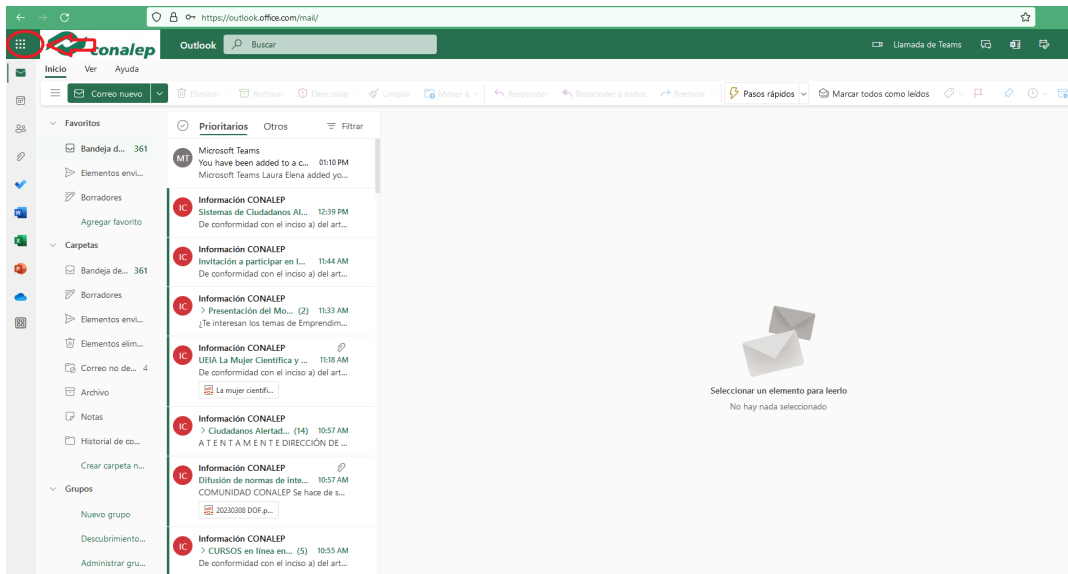 https://outlook.office.com/mail/
conalep
Outlook
Buscar
Llamada de Teams
Inicio Ver Ayuda
Correo nuevo
Eliminar
Archivar
Denunciar
Limpiar
Mover a
Responder
Responder a todos
Reenviar
Pasos rápidos
Marcar todos como leídos
Favoritos
Bandeja d... 361
Elementos envi...
Borradores
Agregar favorito
Carpetas
Bandeja de... 361
Borradores
Elementos envi...
Elementos elim...
Correo no de... 4
Archivo
Notas
Historial de co...
Crear carpeta n...
Grupos
Nuevo grupo
Descubrimiento...
Administrar gru...
Prioritarios Otros Filtrar
MT
Microsoft Teams
You have been added to a c... 01:10 PM
Microsoft Teams Laura Elena added yo...
IC
Información CONALEP
Sistemas de Ciudadanos Al... 12:39 PM
De conformidad con el inciso a) del art...
IC
Información CONALEP
Invitación a participar en l... 11:44 AM
De conformidad con el inciso a) del art...
IC
Información CONALEP
> Presentación del Mo... (2) 11:33 AM
¿Te interesan los temas de Emprendim...
IC
Información CONALEP
UEIA La Mujer Científica y ... 11:18 AM
De conformidad con el inciso a) del art...
La mujer científi...
IC
Información CONALEP
> Ciudadanos Alertad... (14) 10:57 AM
A T E N T A M E N T E DIRECCIÓN DE ...
IC
Información CONALEP
Difusión de normas de inte... 10:57 AM
COMUNIDAD CONALEP Se hace de s...
20230308 DOF.p...
IC
Información CONALEP
> CURSOS en línea en... (5) 10:55 AM
De conformidad con el inciso a) del art...
Seleccionar un elemento para leerlo
No hay nada seleccionado